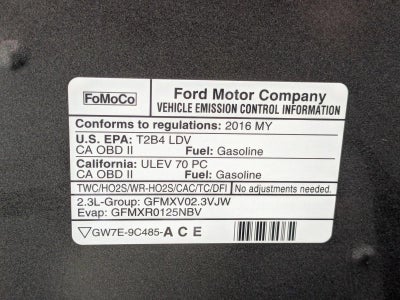 FoMoCo
Ford Motor Company
VEHICLE EMISSION CONTROL INFORMATION
Conforms to regulations: 2016 MY
U.S. EPA: T2B4 LDV
CA OBD II Fuel: Gasoline
California: ULEV 70 PC
CA OBD II Fuel: Gasoline
TWC/HO2S/WR-HO2S/CAC/TC/DFI No adjustments needed.
2.3L-Group: GFMXV02.3VJW
Evap: GFMXR0125NBV
▽GW7E-9C485-A C E